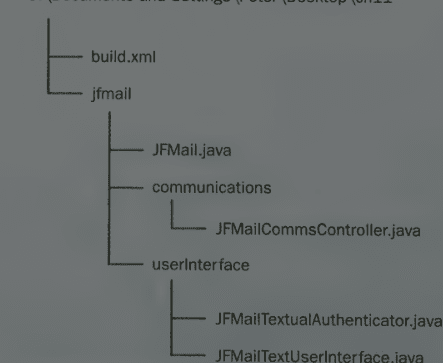 build.xml
jfmail
JFMail.java
communications
JFMailCommsController.java
userInterface
JFMailTextualAuthenticator.java
JFMailTextUserInterface.java